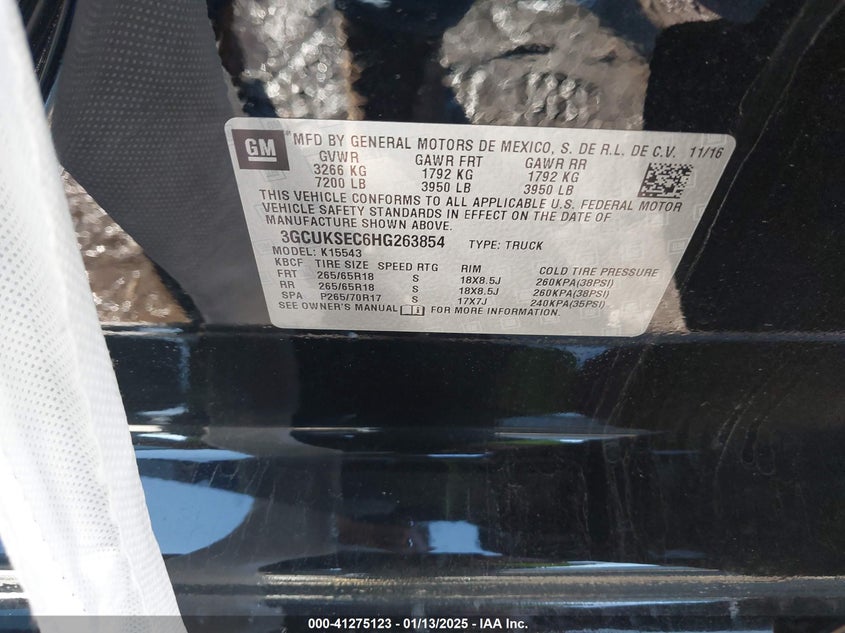 GM
MFD BY GENERAL MOTORS DE MEXICO, S. DE R.L. DE C.V. 11/16
GVWR GAWR FRT GAWR RR
3266 KG 1792 KG 1792 KG
7200 LB 3950 LB 3950 LB
THIS VEHICLE CONFORMS TO ALL APPLICABLE U.S. FEDERAL MOTOR
VEHICLE SAFETY STANDARDS IN EFFECT ON THE DATE OF
MANUFACTURE SHOWN ABOVE.
3GCUKSEC6HG263854 TYPE: TRUCK
MODEL: K15543
KBCF TIRE SIZE SPEED RTG RIM COLD TIRE PRESSURE
FRT 265/65R18 S 18X8.5J 260KPA(38PSI)
RR 265/65R18 S 18X8.5J 260KPA(38PSI)
SPA P265/70R17 S 17X7J 240KPA(35PSI)
SEE OWNER'S MANUAL FOR MORE INFORMATION.
000-41275123 - 01/13/2025 - IAA Inc.